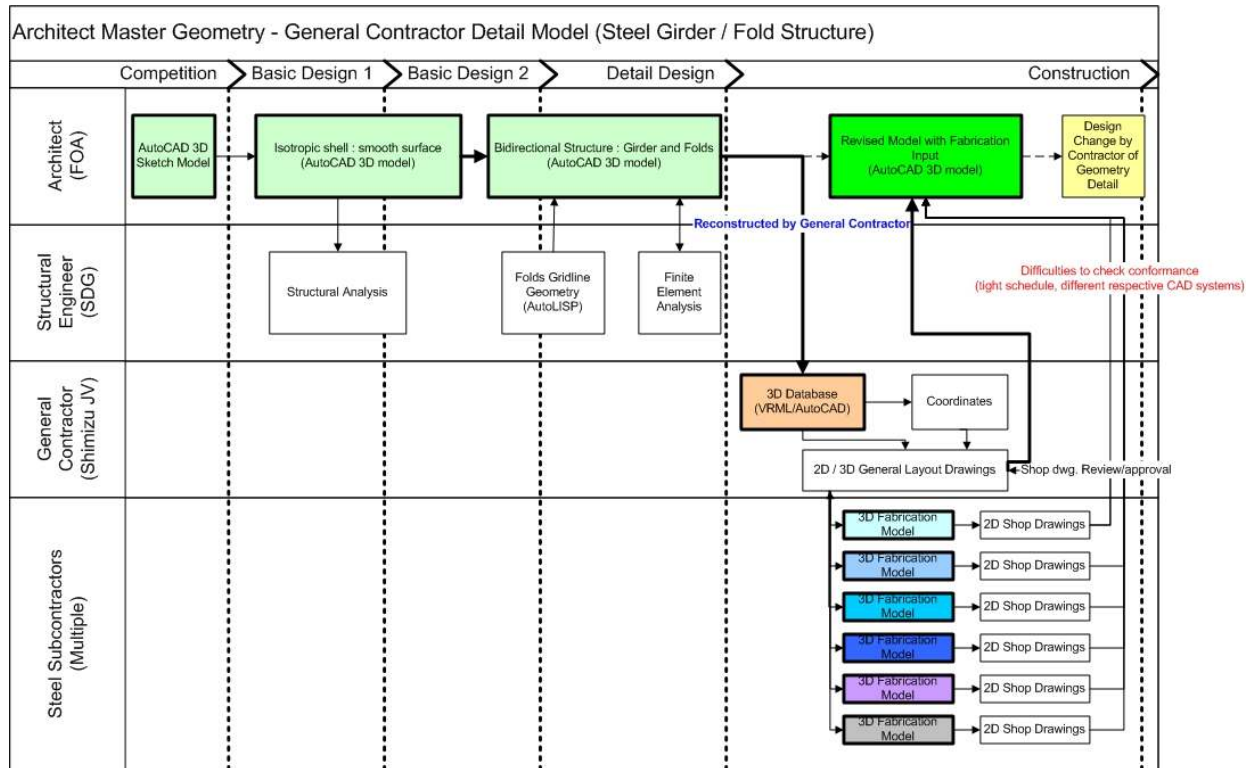 Architect Master Geometry - General Contractor Detail Model (Steel Girder / Fold Structure)
Competition
Basic Design 1
Basic Design 2
Detail Design
Construction
Architect
(FOA)
AutoCAD 3D
Sketch Model
Isotropic shell : smooth surface
(AutoCAD 3D model)
Bidirectional Structure : Girder and Folds
(AutoCAD 3D model)
Revised Model with Fabrication
Input
(AutoCAD 3D model)
Design
Change by
Contractor of
Geometry
Detail
Reconstructed by General Contractor
Structural
Engineer
(SDG)
Structural Analysis
Folds Gridline
Geometry
(AutoLISP)
Finite
Element
Analysis
Difficulties to check conformance
(tight schedule, different respective CAD systems)
General
Contractor
(Shimizu JV)
3D Database
(VRML/AutoCAD)
Coordinates
2D / 3D General Layout Drawings
Shop dwg. Review/approval
Steel Subcontractors
(Multiple)
3D Fabrication
Model
2D Shop Drawings
3D Fabrication
Model
2D Shop Drawings
3D Fabrication
Model
2D Shop Drawings
3D Fabrication
Model
2D Shop Drawings
3D Fabrication
Model
2D Shop Drawings
3D Fabrication
Model
2D Shop Drawings